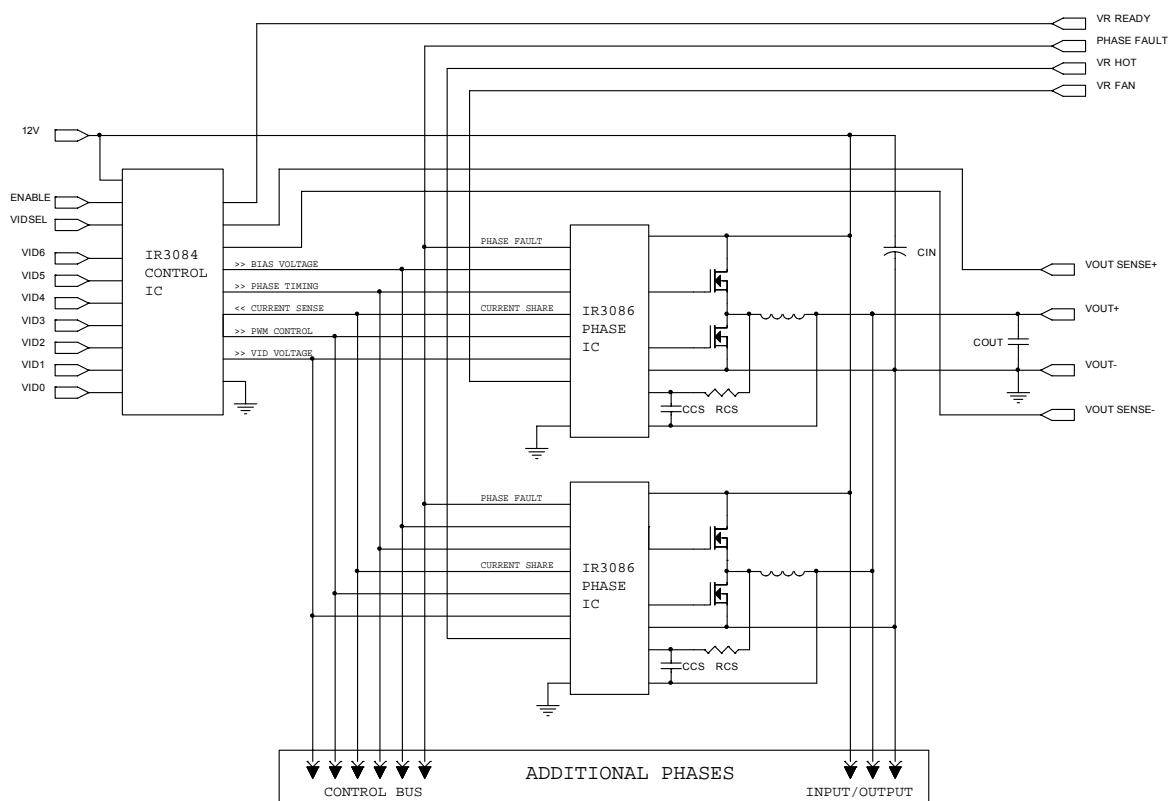 VR READY
PHASE FAULT
VR HOT
VR FAN
12V
ENABLE
VIDSEL
VID6
VID5
VID4
VID3
VID2
VID1
VID0
IR3084
CONTROL
IC
>> BIAS VOLTAGE
>> PHASE TIMING
<< CURRENT SENSE
>> PWM CONTROL
>> VID VOLTAGE
PHASE FAULT
CURRENT SHARE
IR3086
PHASE
IC
CCS
RCS
CIN
COUT
VOUT SENSE+
VOUT+
VOUT-
VOUT SENSE-
PHASE FAULT
CURRENT SHARE
IR3086
PHASE
IC
CCS
RCS
ADDITIONAL PHASES
CONTROL BUS
INPUT/OUTPUT